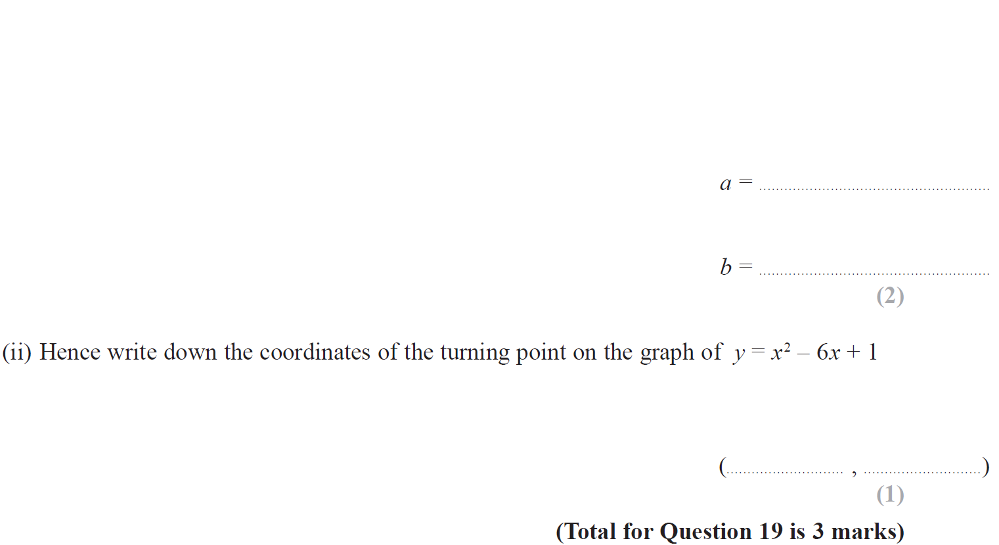 a = ......................................................
b = ......................................................
(2)
(ii) Hence write down the coordinates of the turning point on the graph of y = x² – 6x + 1
(............................ , ............................)
(1)
(Total for Question 19 is 3 marks)